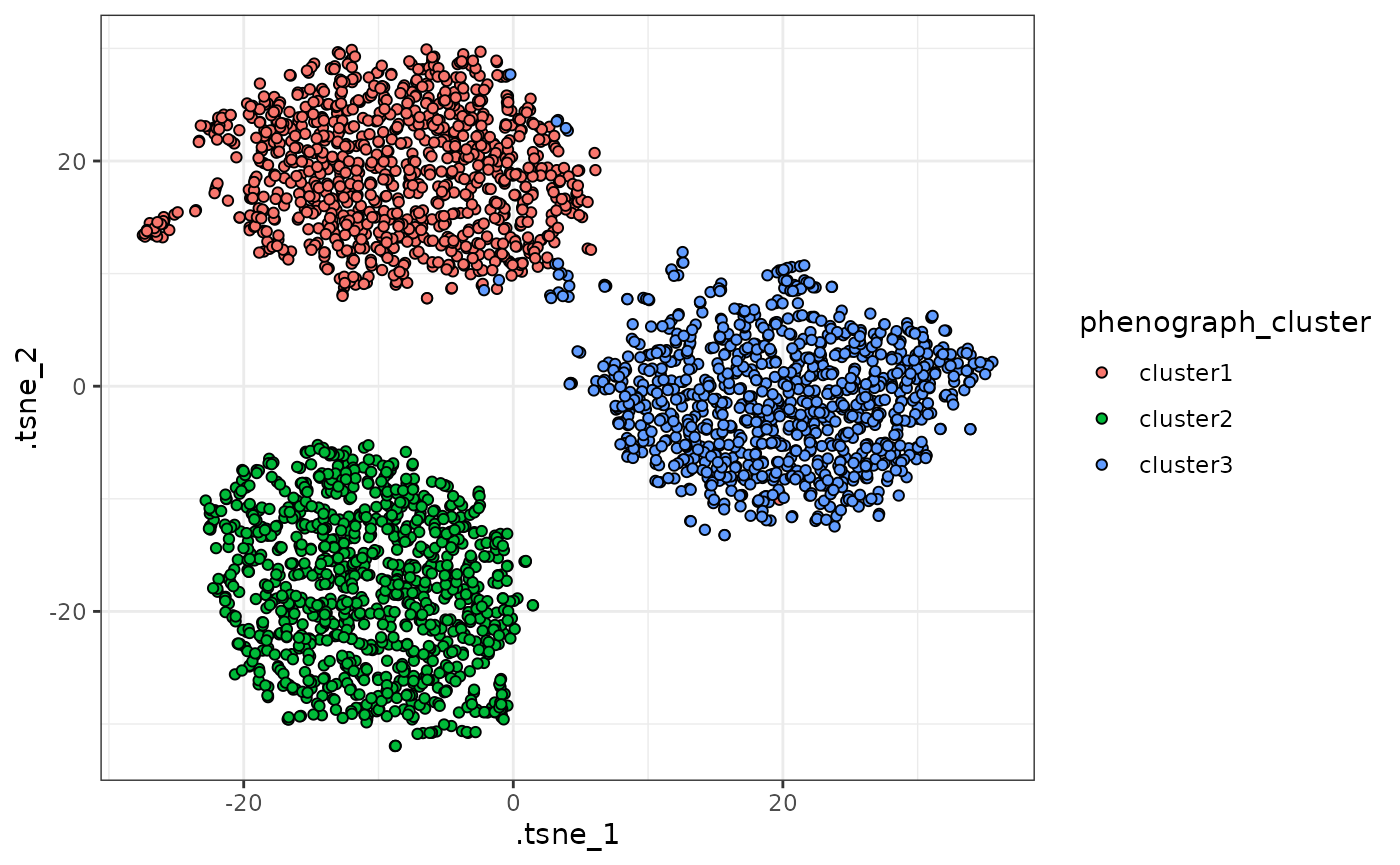 .tsne_2
20
0
-20
-20
0
20
.tsne_1
phenograph_cluster
cluster1
cluster2
cluster3